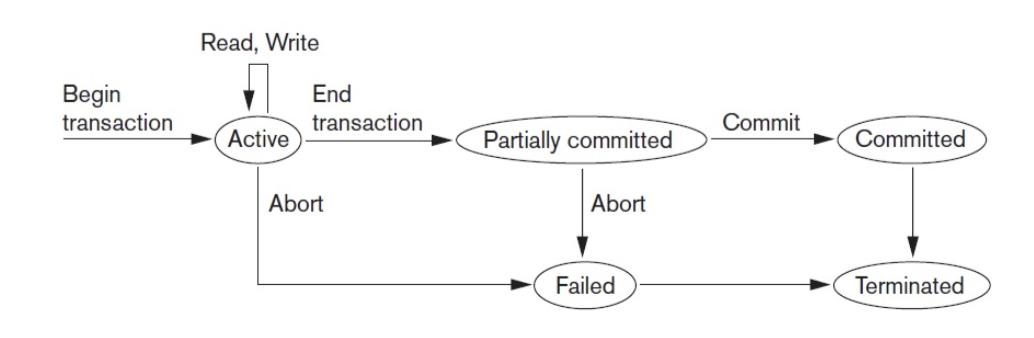 Read, Write
Begin
transaction
End
transaction
Active
Partially committed
Commit
Committed
Abort
Abort
Failed
Terminated